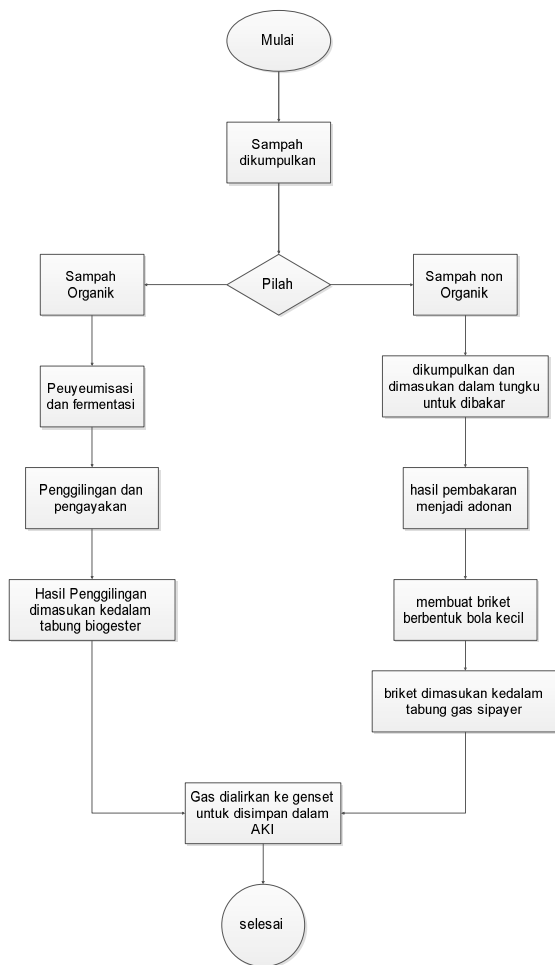 Mulai
Sampah
dikumpulkan
Pilah
Sampah
Organik
Sampah non
Organik
Peuyeumisasi
dan fermentasi
dikumpulkan dan
dimasukan dalam tungku
untuk dibakar
Penggilingan dan
pengayakan
hasil pembakaran
menjadi adonan
Hasil Penggilingan
dimasukan kedalam
tabung biogester
membuat briket
berbentuk bola kecil
briket dimasukan kedalam
tabung gas sipayer
Gas dialirkan ke genset
untuk disimpan dalam
AKI
selesai